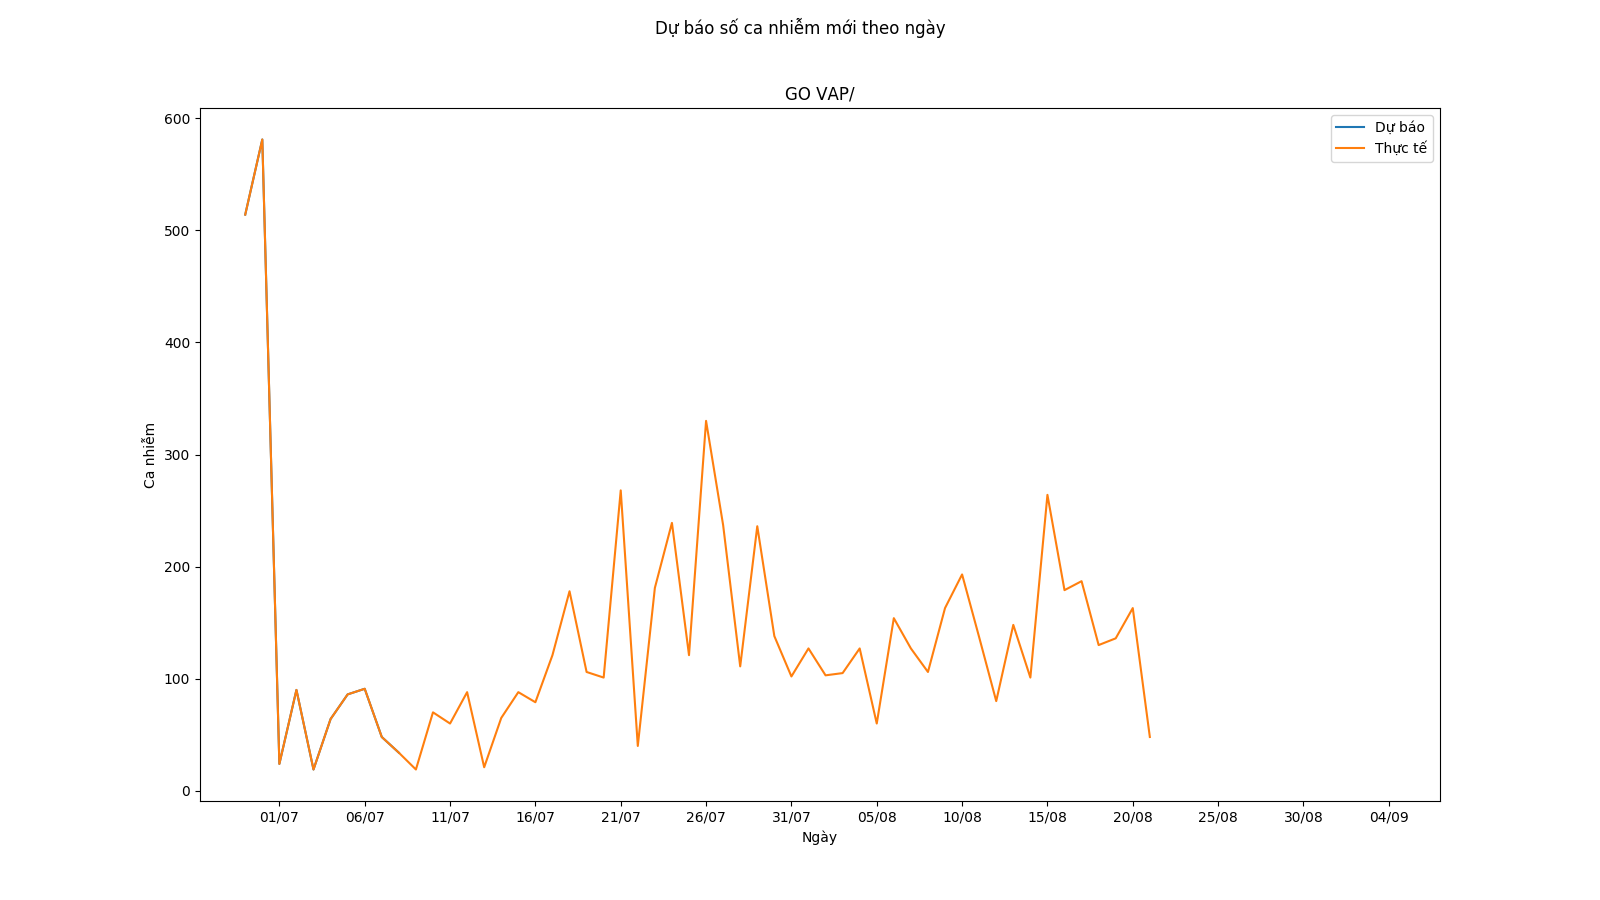 Dự báo số ca nhiễm mới theo ngày
GO VAP/
Dự báo
Thực tế
Ca nhiễm
600
500
400
300
200
100
0
01/07 06/07 11/07 16/07 21/07 26/07 31/07 05/08 10/08 15/08 20/08 25/08 30/08 04/09
Ngày